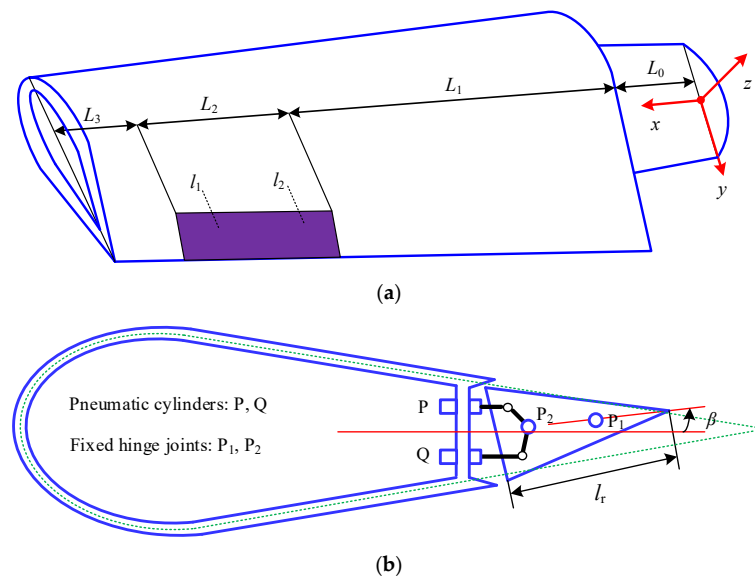 L₀
z
L₁
L₂
L₃
x
y
l₁
l₂
(a)
Pneumatic cylinders: P, Q
P
P₂
P₁
β
Fixed hinge joints: P₁, P₂
Q
lᵣ
(b)